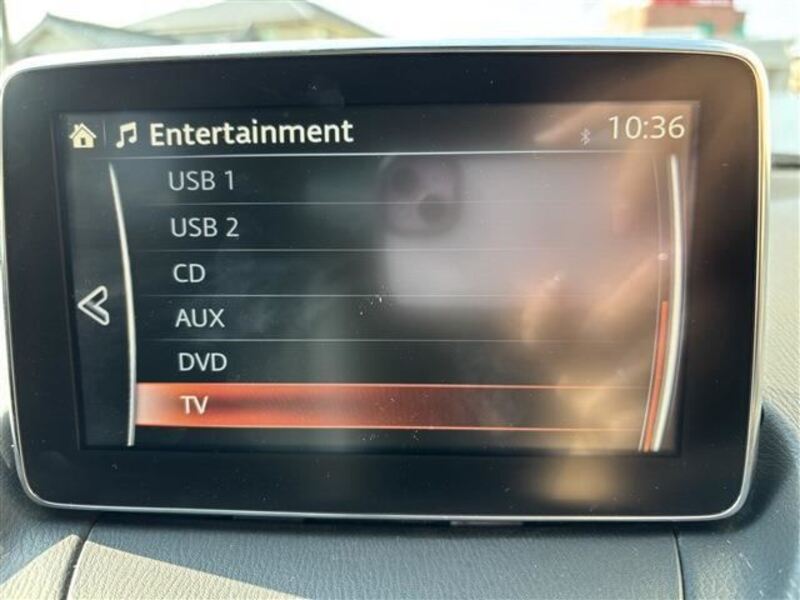 Entertainment 10:36
USB 1
USB 2
CD
AUX
DVD
TV